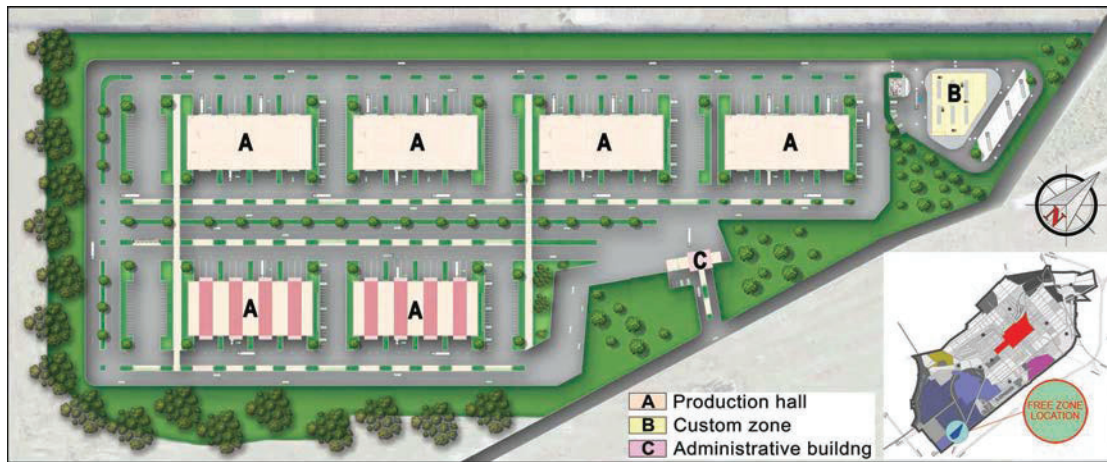 A A A A
B
N
C
A A
FREE ZONE
LOCATION
A Production hall
B Custom zone
C Administrative buildng